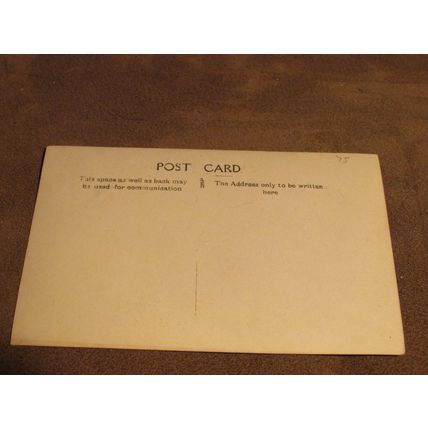 75
POST CARD
This space as well as back may
be used for communication
The Address only to be written
here